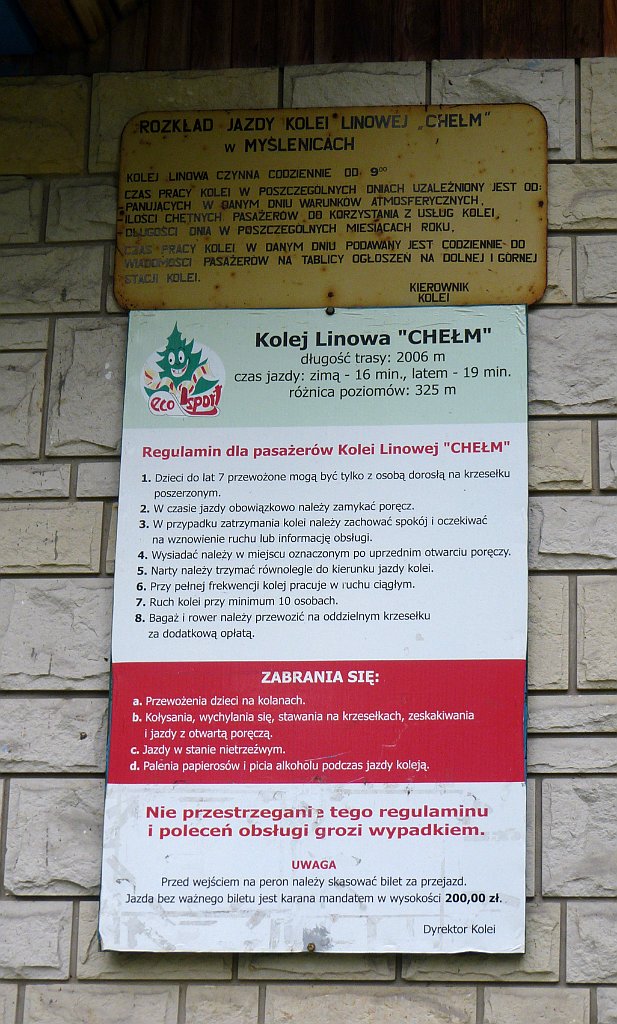 ROZKŁAD JAZDY KOLEI LINOWEJ „CHEŁM"
W MYŚLENICACH
KOLEJ LINOWA CZYNNA CODZIENNIE OD 9⁰⁰
CZAS PRACY KOLEI W POSZCZEGÓLNYCH DNIACH UZALEŻNIONY JEST OD:
PANUJĄCYCH W DANYM DNIU WARUNKÓW ATMOSFERYCZNYCH,
ILOŚCI CHĘTNYCH PASAŻERÓW DO KORZYSTANIA Z USŁUG KOLEI,
DŁUGOŚCI DNIA W POSZCZEGÓLNYCH MIESIĄCACH ROKU,
CZAS PRACY KOLEI W DANYM DNIU PODAWANY JEST CODZIENNIE DO
WIADOMOŚCI PASAŻERÓW NA TABLICY OGŁOSZEŃ NA DOLNEJ I GÓRNEJ
STACJI KOLEI.
KIEROWNIK
KOLEI
Kolej Linowa "CHEŁM"
długość trasy: 2006 m
czas jazdy: zimą - 16 min., latem - 19 min.
różnica poziomów: 325 m
eco sport
Regulamin dla pasażerów Kolei Linowej "CHEŁM"
1. Dzieci do lat 7 przewożone mogą być tylko z osobą dorosłą na krzesełku
poszerzonym.
2. W czasie jazdy obowiązkowo należy zamykać poręcz.
3. W przypadku zatrzymania kolei należy zachować spokój i oczekiwać
na wznowienie ruchu lub informację obsługi.
4. Wysiadać należy w miejscu oznaczonym po uprzednim otwarciu poręczy.
5. Narty należy trzymać równolegle do kierunku jazdy kolei.
6. Przy pełnej frekwencji kolej pracuje w ruchu ciągłym.
7. Ruch kolei przy minimum 10 osobach.
8. Bagaż i rower należy przewozić na oddzielnym krzesełku
za dodatkową opłatą.
ZABRANIA SIĘ:
a. Przewożenia dzieci na kolanach.
b. Kołysania, wychylania się, stawania na krzesełkach, zeskakiwania
i jazdy z otwartą poręczą.
c. Jazdy w stanie nietrzeźwym.
d. Palenia papierosów i picia alkoholu podczas jazdy koleją.
Nie przestrzeganie tego regulaminu
i poleceń obsługi grozi wypadkiem.
UWAGA
Przed wejściem na peron należy skasować bilet za przejazd.
Jazda bez ważnego biletu jest karana mandatem w wysokości 200,00 zł.
Dyrektor Kolei